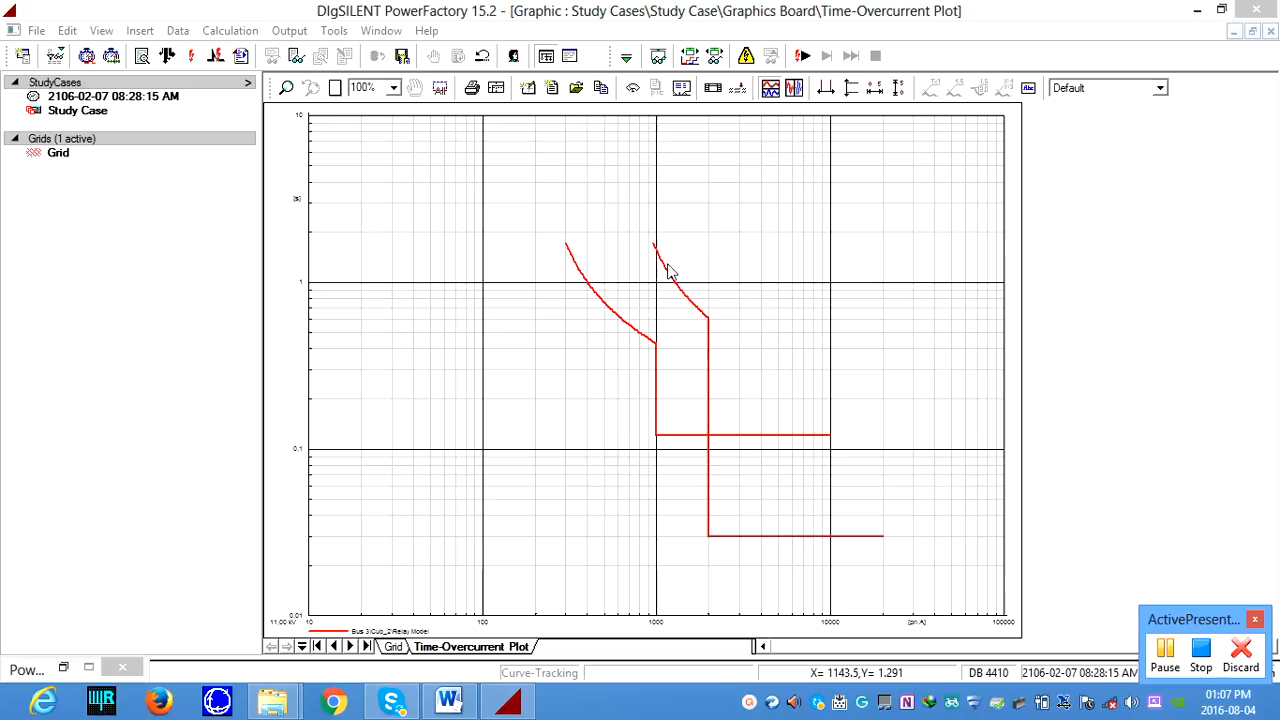 DIgSILENT PowerFactory 15.2 - [Graphic : Study Cases\Study Case\Graphics Board\Time-Overcurrent Plot]
File Edit View Insert Data Calculation Output Tools Window Help
100%
Default
StudyCases
2106-02-07 08:28:15 AM
Study Case
Grids (1 active)
Grid
10
[s]
1
0,1
0,01
10 100 1000 10000 100000
11,00 kV
[pri.A]
Bus 3\Cub_2\Relay Model
Grid Time-Overcurrent Plot
ActivePresent...
Pause Stop Discard
Pow...
Curve-Tracking
X= 1143.5,Y= 1.291
DB 4410
2106-02-07 08:28:15 AM
01:07 PM
2016-08-04